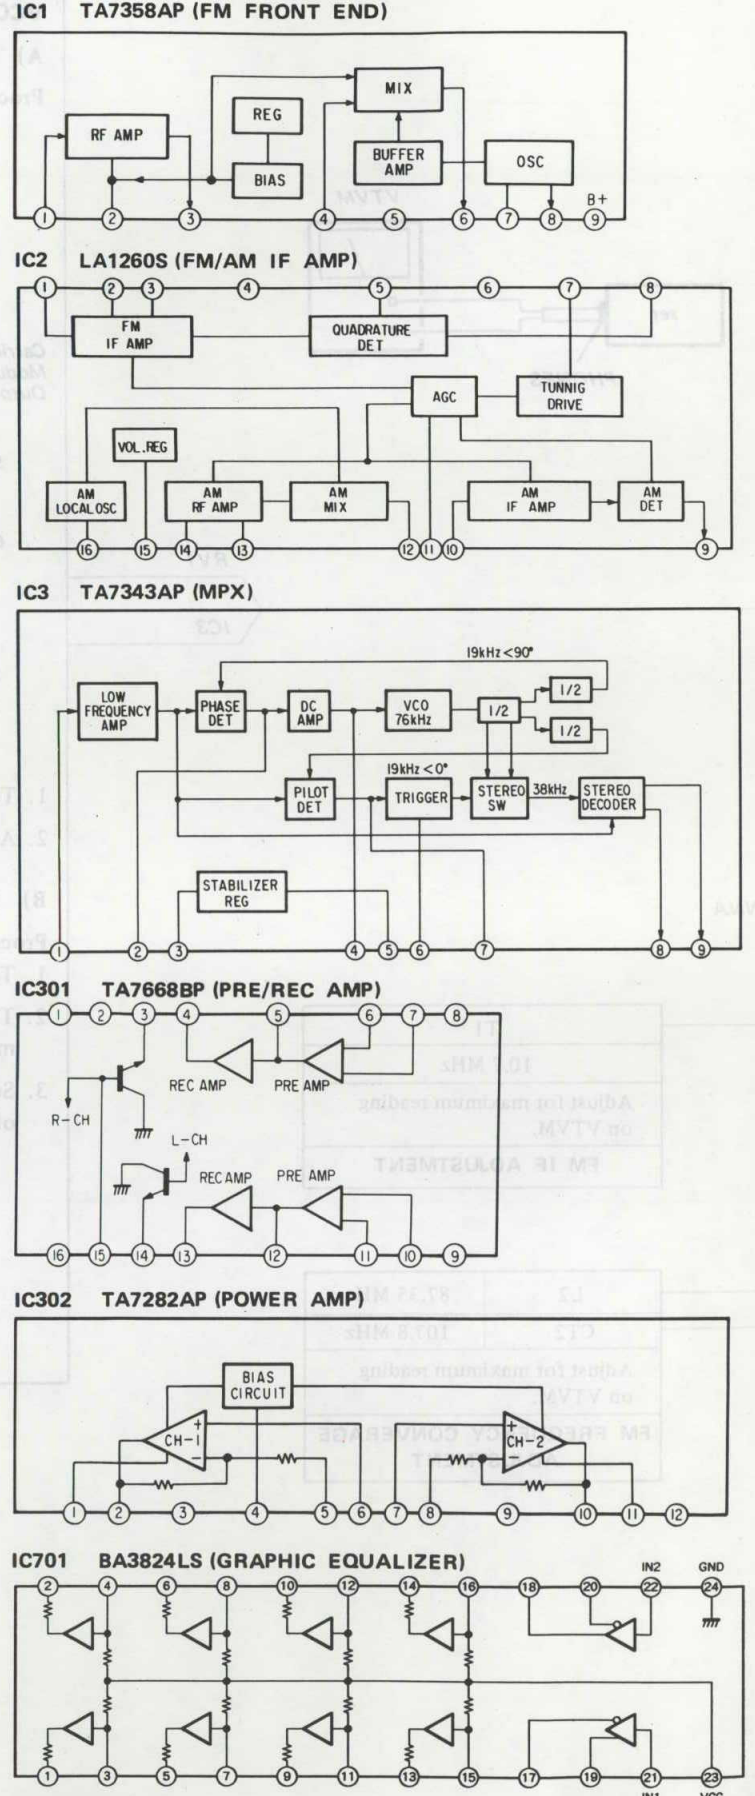 IC1 TA7358AP (FM FRONT END)
RF AMP
REG
BIAS
MIX
BUFFER
AMP
OSC
B+
1 2 3 4 5 6 7 8 9
IC2 LA1260S (FM/AM IF AMP)
1 2 3 4 5 6 7 8
FM
IF AMP
QUADRATURE
DET
AGC
TUNNIG
DRIVE
VOL.REG
AM
LOCAL OSC
AM
RF AMP
AM
MIX
AM
IF AMP
AM
DET
16 15 14 13 12 11 10 9
IC3 TA7343AP (MPX)
19kHz<90°
LOW
FREQUENCY
AMP
PHASE
DET
DC
AMP
VCO
76kHz
1/2
1/2
1/2
19kHz<0°
PILOT
DET
TRIGGER
STEREO
SW
38kHz
STEREO
DECODER
STABILIZER
REG
1 2 3 4 5 6 7 8 9
IC301 TA7668BP (PRE/REC AMP)
1 2 3 4 5 6 7 8
REC AMP
PRE AMP
R-CH
L-CH
REC AMP
PRE AMP
16 15 14 13 12 11 10 9
IC302 TA7282AP (POWER AMP)
BIAS
CIRCUIT
+
CH-1
-
+
CH-2
-
1 2 3 4 5 6 7 8 9 10 11 12
IC701 BA3824LS (GRAPHIC EQUALIZER)
IN2 GND
2 4 6 8 10 12 14 16 18 20 22 24
1 3 5 7 9 11 13 15 17 19 21 23
IN1 VCC